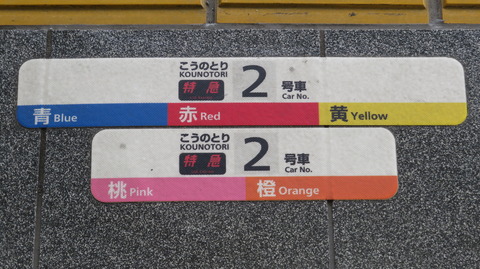 こうのとり
KOUNOTORI
特急
2 号車
Car No.
青 Blue 赤 Red 黄 Yellow
こうのとり
KOUNOTORI
特急
2 号車
Car No.
桃 Pink 橙 Orange